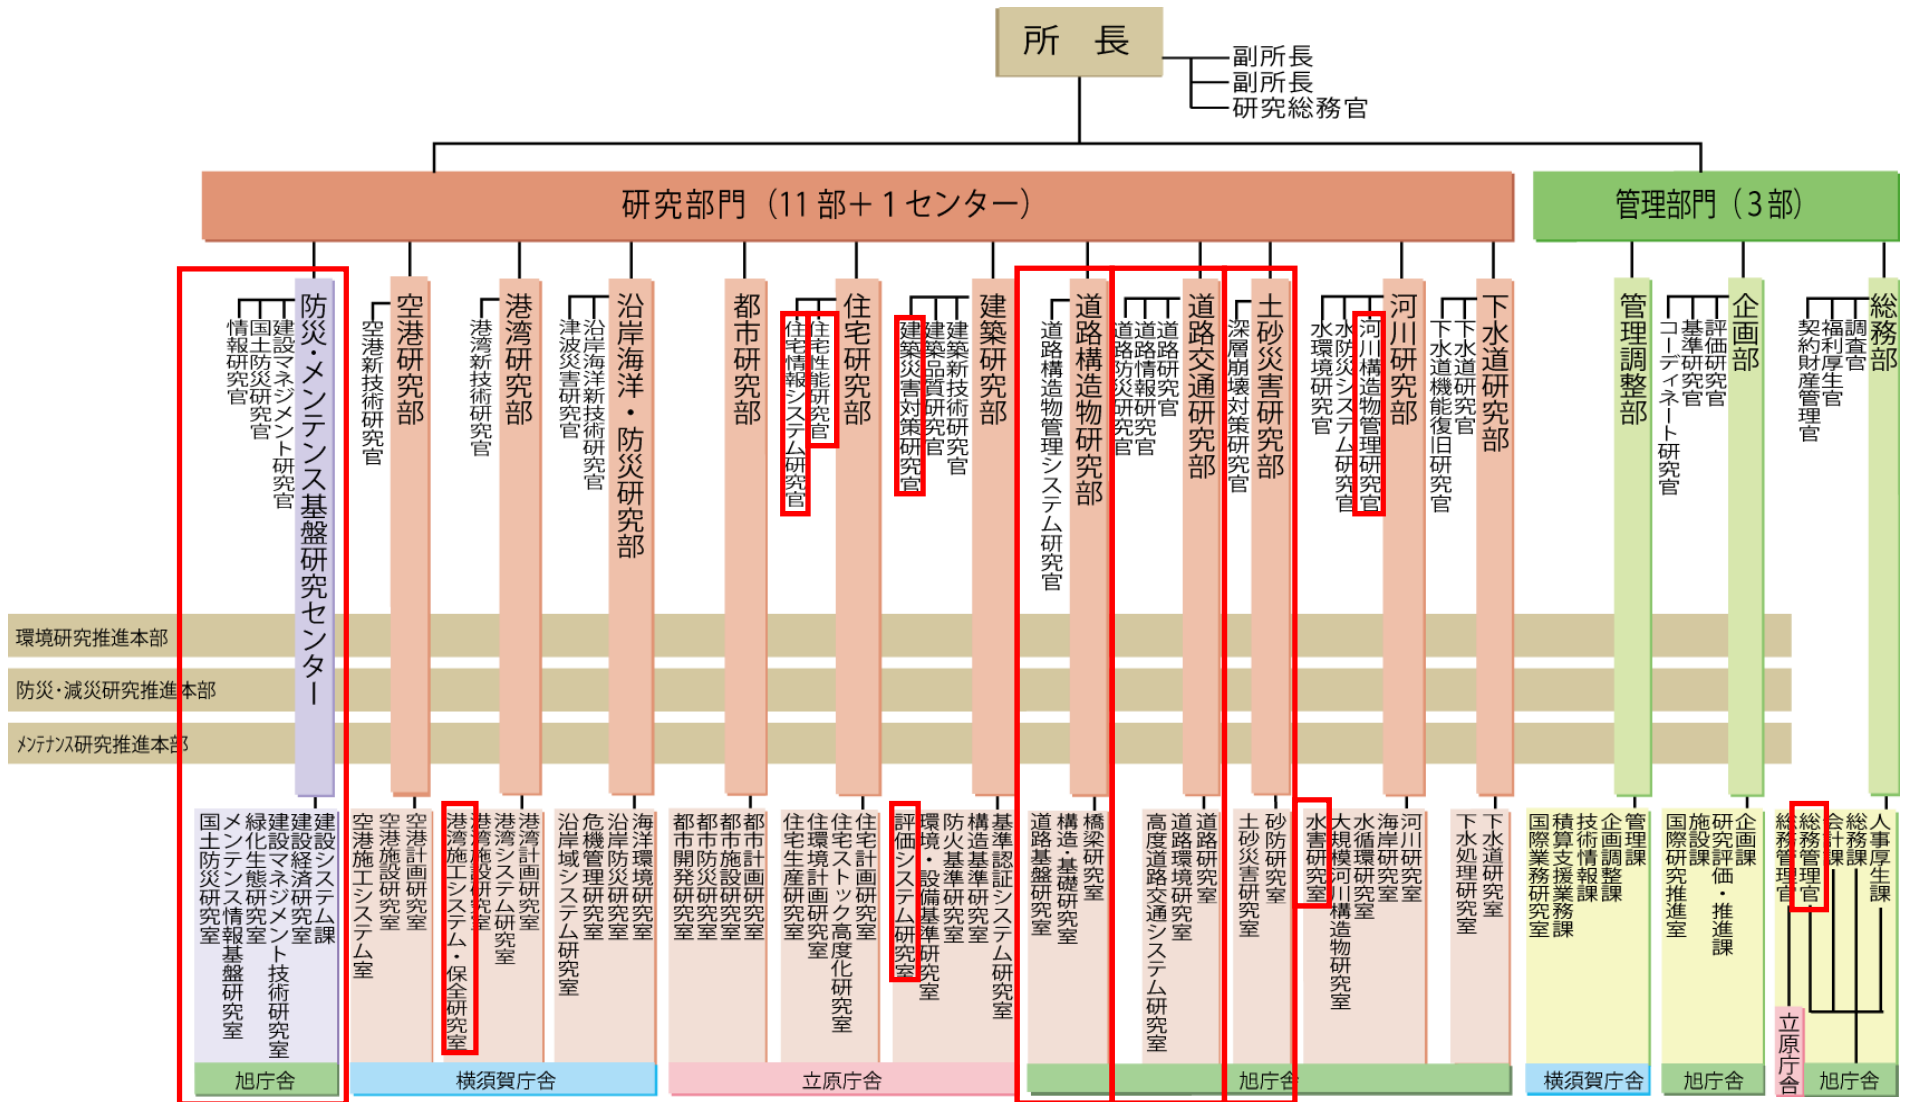 所　長
副所長
副所長
研究総務官
研究部門（11部＋1センター）
管理部門（3部）
防災・メンテンス基盤研究センター
建設マネジメント研究官
国土防災研究官
情報研究官
空港研究部
空港新技術研究官
港湾研究部
港湾新技術研究官
沿岸海洋・防災研究部
沿岸海洋新技術研究官
津波災害研究官
都市研究部
住宅研究部
住宅性能研究官
住宅情報システム研究官
建築研究部
建築新技術研究官
建築品質研究官
建築災害対策研究官
道路構造物研究部
道路構造物管理システム研究官
道路交通研究部
道路研究官
道路情報研究官
道路防災研究官
土砂災害研究部
深層崩壊対策研究官
河川研究部
河川構造物管理研究官
水防災システム研究官
水環境研究官
下水道研究部
下水道研究官
下水道機能復旧研究官
管理調整部
企画部
評価研究官
基準研究官
コーディネート研究官
総務部
調査官
福利厚生官
契約財産管理官
環境研究推進本部
防災・減災研究推進本部
メンテナンス研究推進本部
建設システム課
建設経済研究室
建設マネジメント技術研究室
緑化生態研究室
メンテンス情報基盤研究室
国土防災研究室
空港計画研究室
空港施設研究室
空港施工システム室
港湾計画研究室
港湾システム研究室
港湾施設研究室
港湾施工システム・保全研究室
海洋環境研究室
沿岸防災研究室
危機管理研究室
沿岸域システム研究室
都市計画研究室
都市施設研究室
都市防災研究室
都市開発研究室
住宅計画研究室
住宅ストック高度化研究室
住環境計画研究室
住宅生産研究室
基準認証システム研究室
構造基準研究室
防火基準研究室
環境・設備基準研究室
評価システム研究室
橋梁研究室
構造・基礎研究室
道路基盤研究室
道路研究室
道路環境研究室
高度道路交通システム研究室
砂防研究室
土砂災害研究室
河川研究室
海岸研究室
水循環研究室
大規模河川構造物研究室
水害研究室
下水道研究室
下水処理研究室
管理課
企画調整課
技術情報課
積算支援業務課
国際業務研究室
企画課
研究評価・推進課
施設課
国際研究推進室
人事厚生課
総務課
会計課
総務管理官
総務管理官
旭庁舎
横須賀庁舎
立原庁舎
旭庁舎
横須賀庁舎
旭庁舎
立原庁舎
旭庁舎